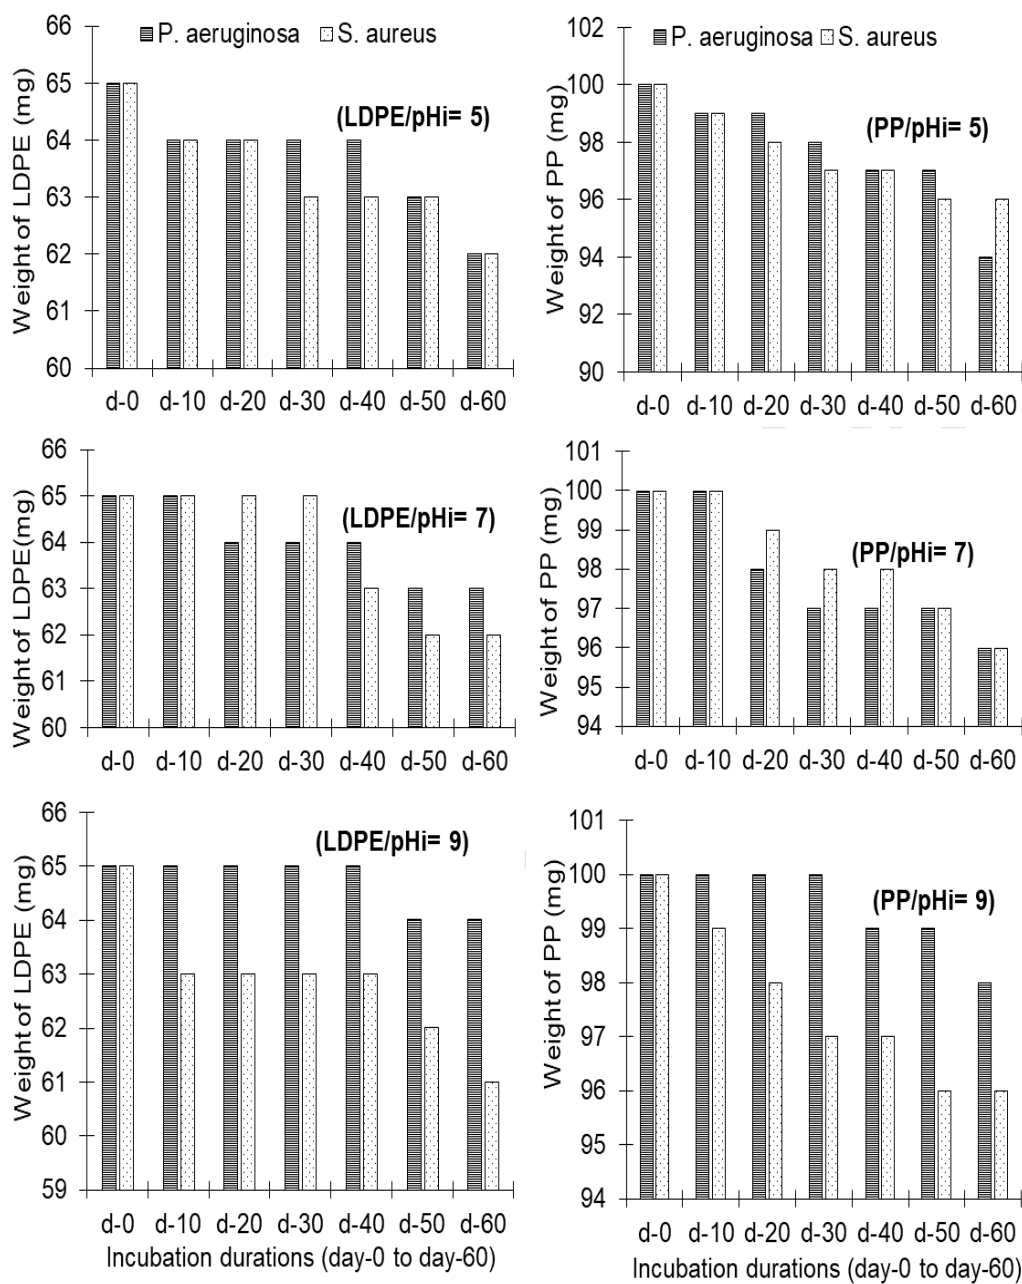 P. aeruginosa S. aureus
Weight of LDPE (mg)
66
65
64
63
62
61
60
(LDPE/pHi= 5)
d-0 d-10 d-20 d-30 d-40 d-50 d-60
P. aeruginosa S. aureus
Weight of PP (mg)
102
100
98
96
94
92
90
(PP/pHi= 5)
d-0 d-10 d-20 d-30 d-40 d-50 d-60
Weight of LDPE(mg)
66
65
64
63
62
61
60
(LDPE/pHi= 7)
d-0 d-10 d-20 d-30 d-40 d-50 d-60
Weight of PP (mg)
101
100
99
98
97
96
95
94
(PP/pHi= 7)
d-0 d-10 d-20 d-30 d-40 d-50 d-60
Weight of LDPE (mg)
66
65
64
63
62
61
60
59
(LDPE/pHi= 9)
d-0 d-10 d-20 d-30 d-40 d-50 d-60
Incubation durations (day-0 to day-60)
Weight of PP (mg)
101
100
99
98
97
96
95
94
(PP/pHi= 9)
d-0 d-10 d-20 d-30 d-40 d-50 d-60
Incubation durations (day-0 to day-60)